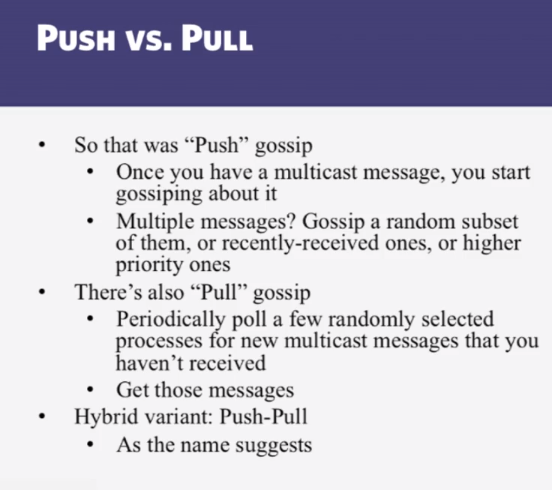 PUSH VS. PULL
• So that was “Push” gossip
• Once you have a multicast message, you start
gossiping about it
• Multiple messages? Gossip a random subset
of them, or recently-received ones, or higher
priority ones
• There’s also “Pull” gossip
• Periodically poll a few randomly selected
processes for new multicast messages that you
haven’t received
• Get those messages
• Hybrid variant: Push-Pull
• As the name suggests